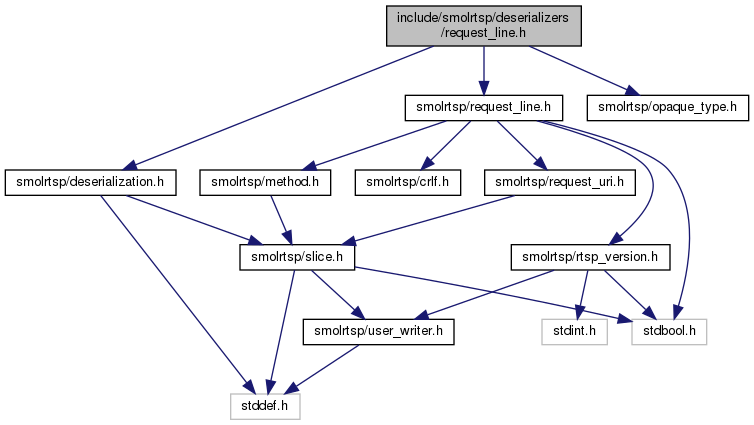 include/smolrtsp/deserializers
/request_line.h
smolrtsp/request_line.h
smolrtsp/opaque_type.h
smolrtsp/deserialization.h
smolrtsp/method.h
smolrtsp/crlf.h
smolrtsp/request_uri.h
smolrtsp/slice.h
smolrtsp/rtsp_version.h
smolrtsp/user_writer.h
stdint.h
stdbool.h
stddef.h